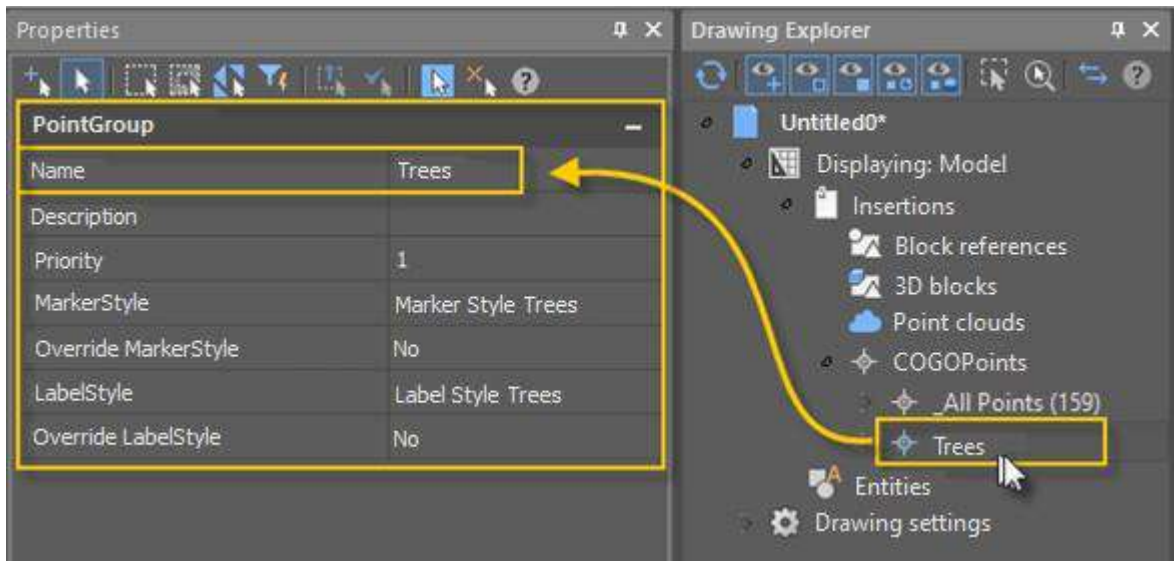 Properties
PointGroup
Name Trees
Description
Priority 1
MarkerStyle Marker Style Trees
Override MarkerStyle No
LabelStyle Label Style Trees
Override LabelStyle No
Drawing Explorer
Untitled0*
Displaying: Model
Insertions
Block references
3D blocks
Point clouds
COGOPoints
_All Points (159)
Trees
Entities
Drawing settings